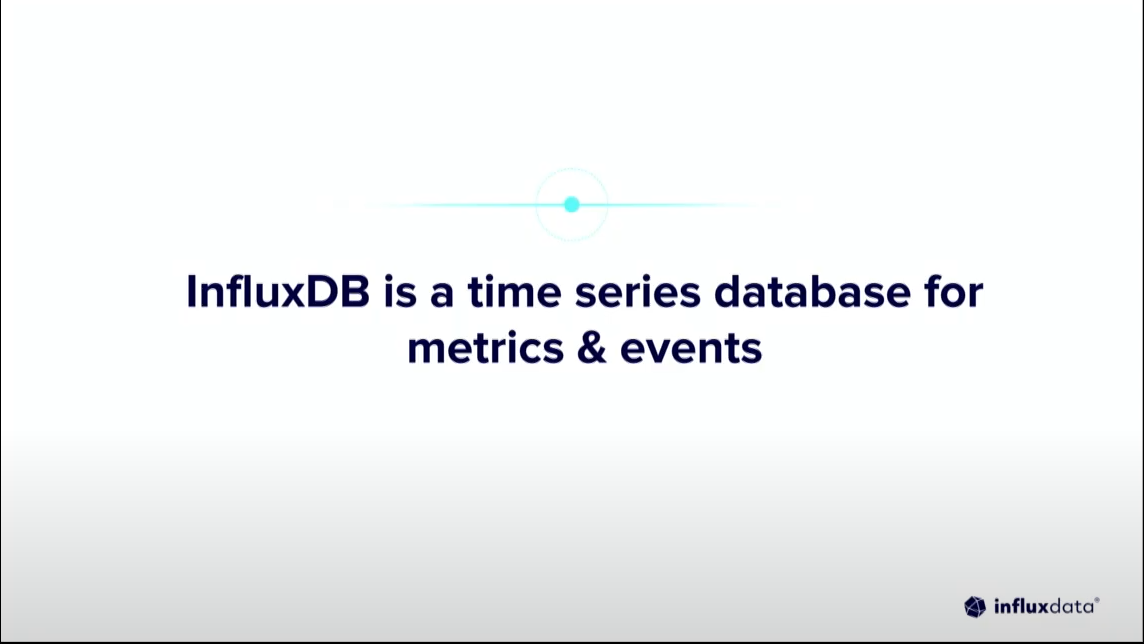 InfluxDB is a time series database for
metrics & events
influxdata®